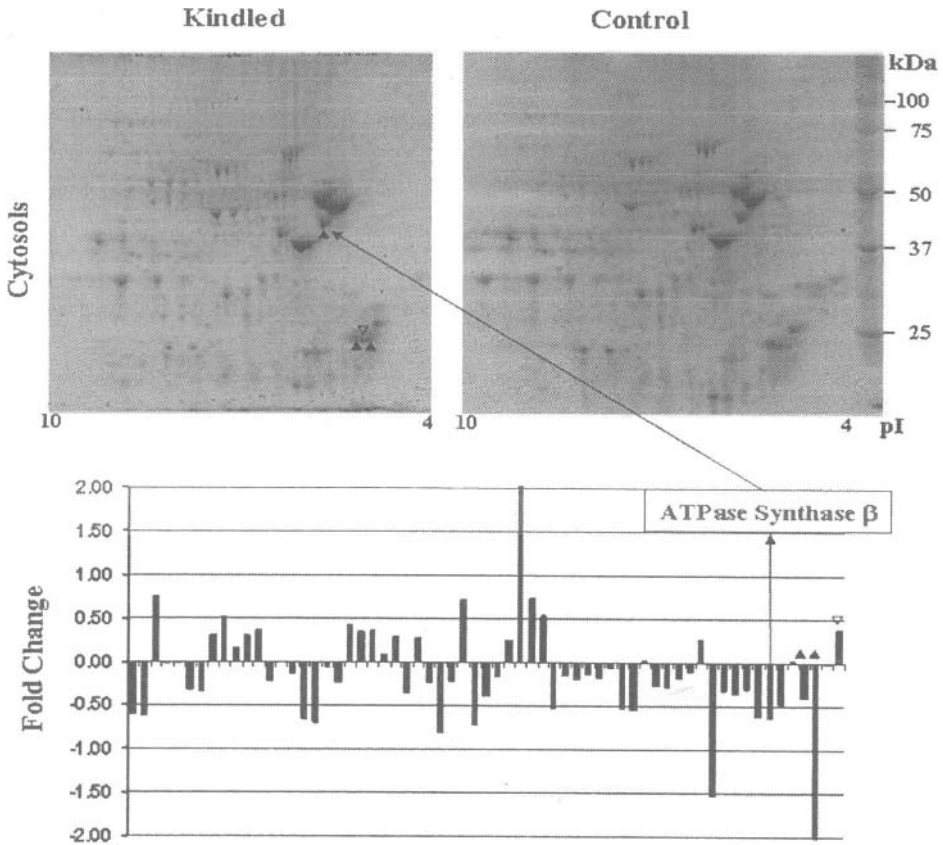 Kindled
Control
kDa
-100
-75
-50
-37
-25
Cytosols
10
4
10
4
pI
ATPase Synthase β
Fold Change
2.00
1.50
1.00
0.50
0.00
-0.50
-1.00
-1.50
-2.00